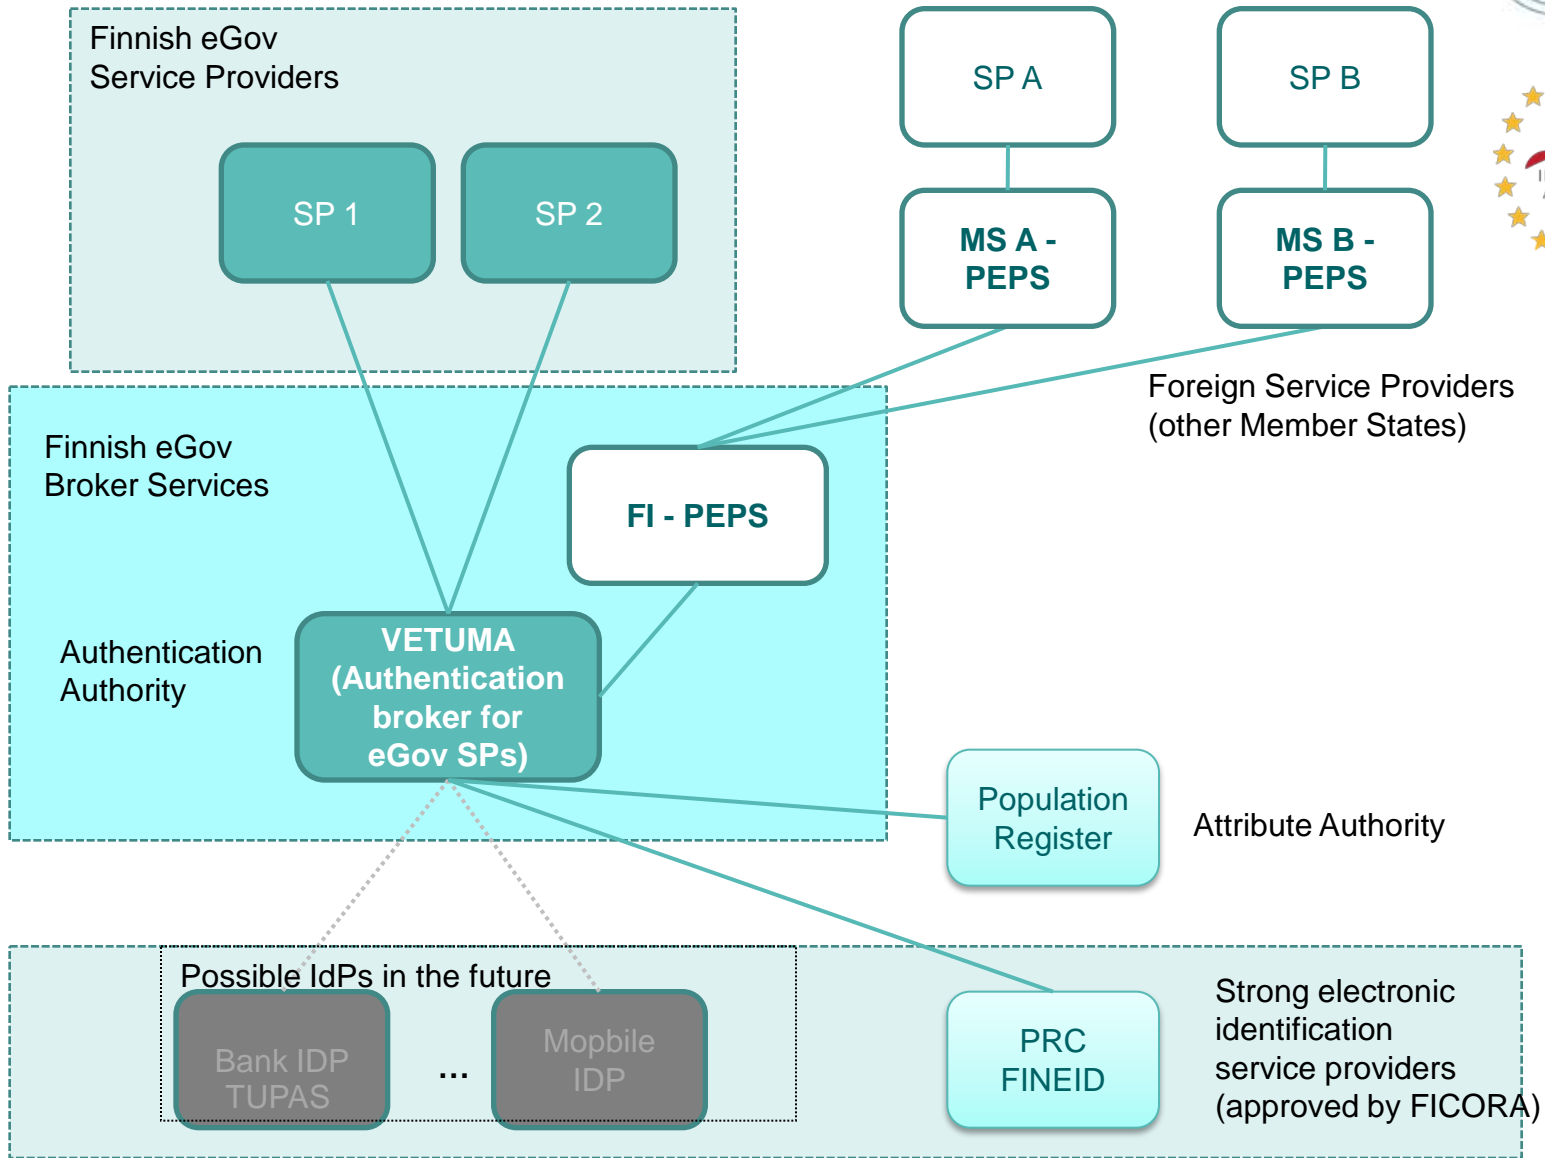 Finnish eGov
Service Providers
SP 1
SP 2
SP A
SP B
MS A -
PEPS
MS B -
PEPS
Foreign Service Providers
(other Member States)
Finnish eGov
Broker Services
FI - PEPS
Authentication
Authority
VETUMA
(Authentication
broker for
eGov SPs)
Population
Register
Attribute Authority
Possible IdPs in the future
Bank IDP
TUPAS
...
Mopbile
IDP
PRC
FINEID
Strong electronic
identification
service providers
(approved by FICORA)